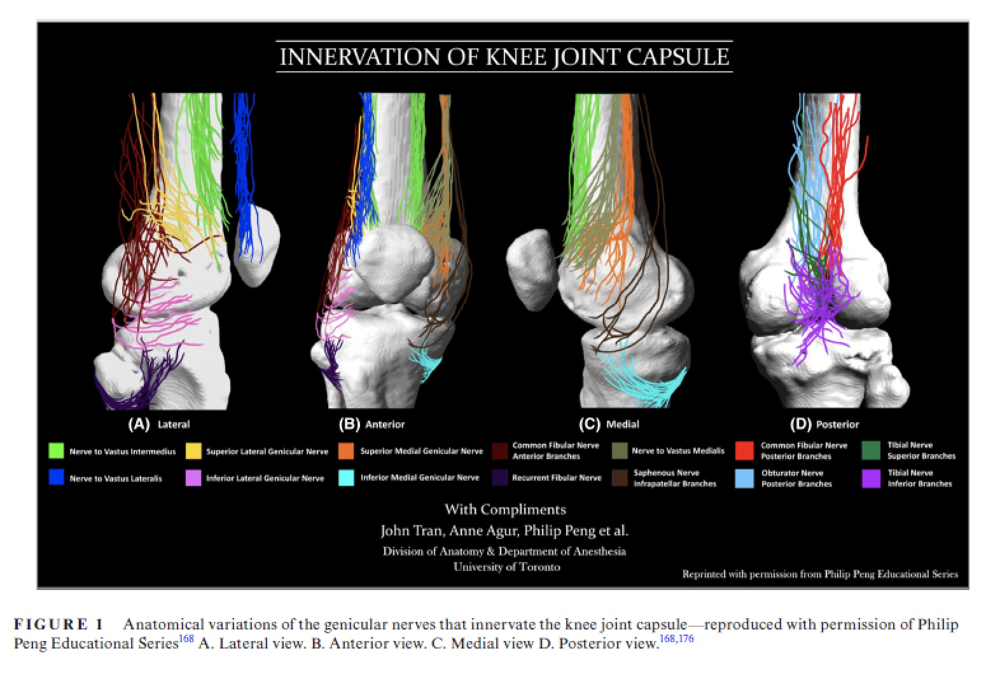 INNERVATION OF KNEE JOINT CAPSULE
(A) Lateral
(B) Anterior
(C) Medial
(D) Posterior
Nerve to Vastus Intermedius
Superior Lateral Genicular Nerve
Superior Medial Genicular Nerve
Common Fibular Nerve
Anterior Branches
Nerve to Vastus Medialis
Common Fibular Nerve
Posterior Branches
Tibial Nerve
Superior Branches
Nerve to Vastus Lateralis
Inferior Lateral Genicular Nerve
Inferior Medial Genicular Nerve
Recurrent Fibular Nerve
Saphenous Nerve
Infrapatellar Branches
Obturator Nerve
Posterior Branches
Tibial Nerve
Inferior Branches
With Compliments
John Tran, Anne Agur, Philip Peng et al.
Division of Anatomy & Department of Anesthesia
University of Toronto
Reprinted with permission from Philip Peng Educational Series
FIGURE 1 Anatomical variations of the genicular nerves that innervate the knee joint capsule—reproduced with permission of Philip
Peng Educational Series168 A. Lateral view. B. Anterior view. C. Medial view D. Posterior view.168,176